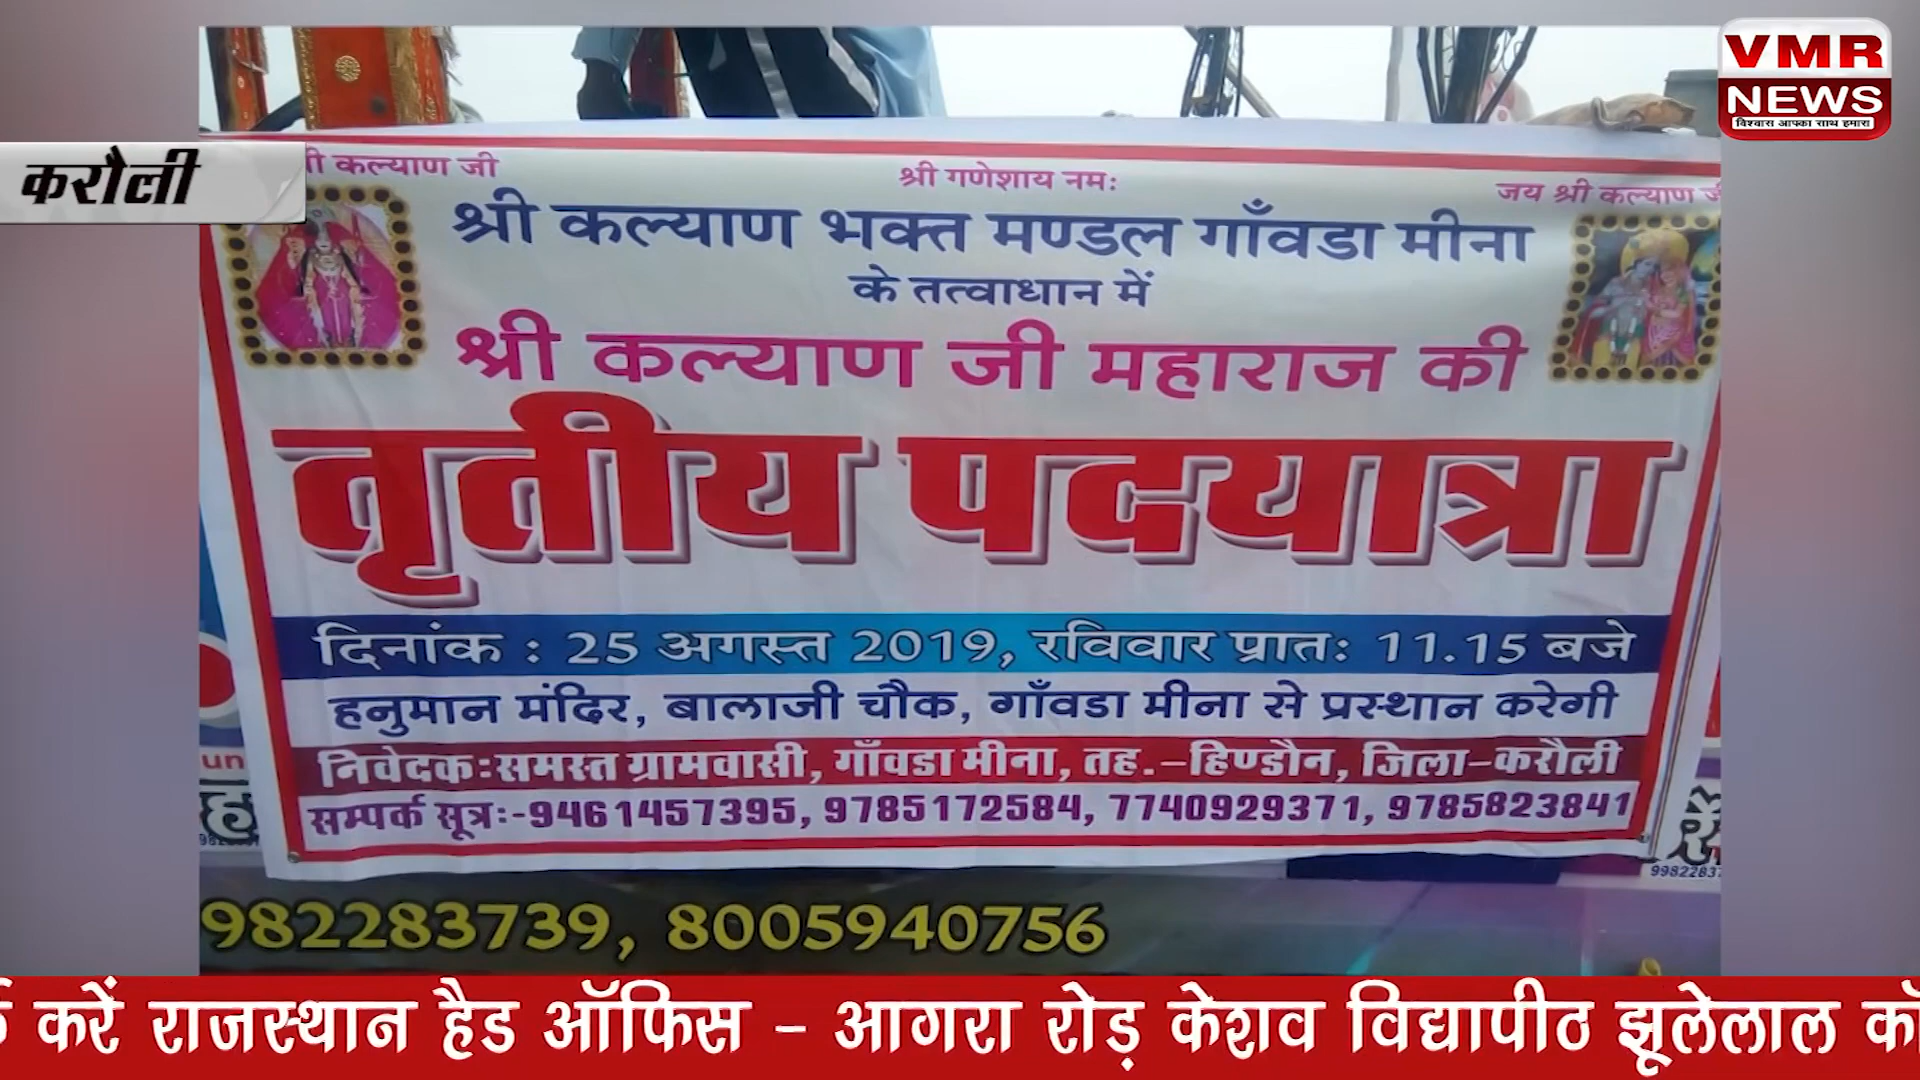 VMR
NEWS
विश्वास आपका साथ हमारा
करौली
श्री कल्याण जी
श्री गणेशाय नमः
जय श्री कल्याण जी
श्री कल्याण भक्त मण्डल गाँवडा मीना
के तत्वाधान में
श्री कल्याण जी महाराज की
तृतीय पदयात्रा
दिनांक : 25 अगस्त 2019, रविवार प्रातः 11.15 बजे
हनुमान मंदिर, बालाजी चौक, गाँवडा मीना से प्रस्थान करेगी
निवेदकः-समस्त ग्रामवासी, गाँवडा मीना, तह.-हिण्डौन, जिला-करौली
सम्पर्क सूत्रः-9461457395, 9785172584, 7740929371, 9785823841
9982283
982283739, 8005940756
करें राजस्थान हैड ऑफिस - आगरा रोड़ केशव विद्यापीठ झूलेलाल